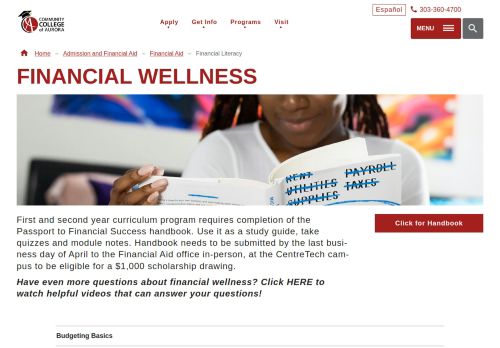 COMMUNITY
COLLEGE
of AURORA
Apply Get Info Programs Visit
Español 303-360-4700
MENU
Home – Admission and Financial Aid – Financial Aid – Financial Literacy
FINANCIAL WELLNESS
RENT PAYROLL
UTILITIES TAXES
SUPPLIES
First and second year curriculum program requires completion of the
Passport to Financial Success handbook. Use it as a study guide, take
quizzes and module notes. Handbook needs to be submitted by the last busi-
ness day of April to the Financial Aid office in-person, at the CentreTech cam-
pus to be eligible for a $1,000 scholarship drawing.
Click for Handbook
Have even more questions about financial wellness? Click HERE to
watch helpful videos that can answer your questions!
Budgeting Basics